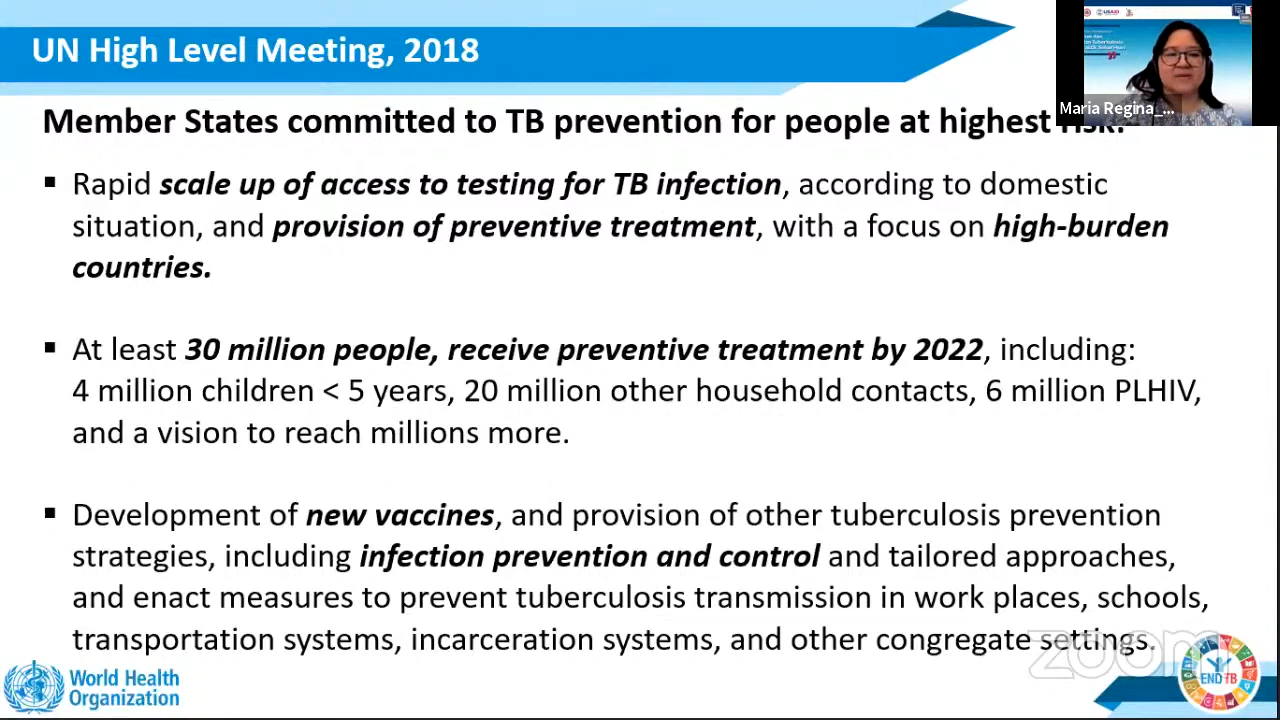 UN High Level Meeting, 2018
USAID
Maria Regina_...
Member States committed to TB prevention for people at highest risk:
▪ Rapid scale up of access to testing for TB infection, according to domestic
situation, and provision of preventive treatment, with a focus on high-burden
countries.
▪ At least 30 million people, receive preventive treatment by 2022, including:
4 million children < 5 years, 20 million other household contacts, 6 million PLHIV,
and a vision to reach millions more.
▪ Development of new vaccines, and provision of other tuberculosis prevention
strategies, including infection prevention and control and tailored approaches,
and enact measures to prevent tuberculosis transmission in work places, schools,
transportation systems, incarceration systems, and other congregate settings.
zoom
World Health
Organization
END TB